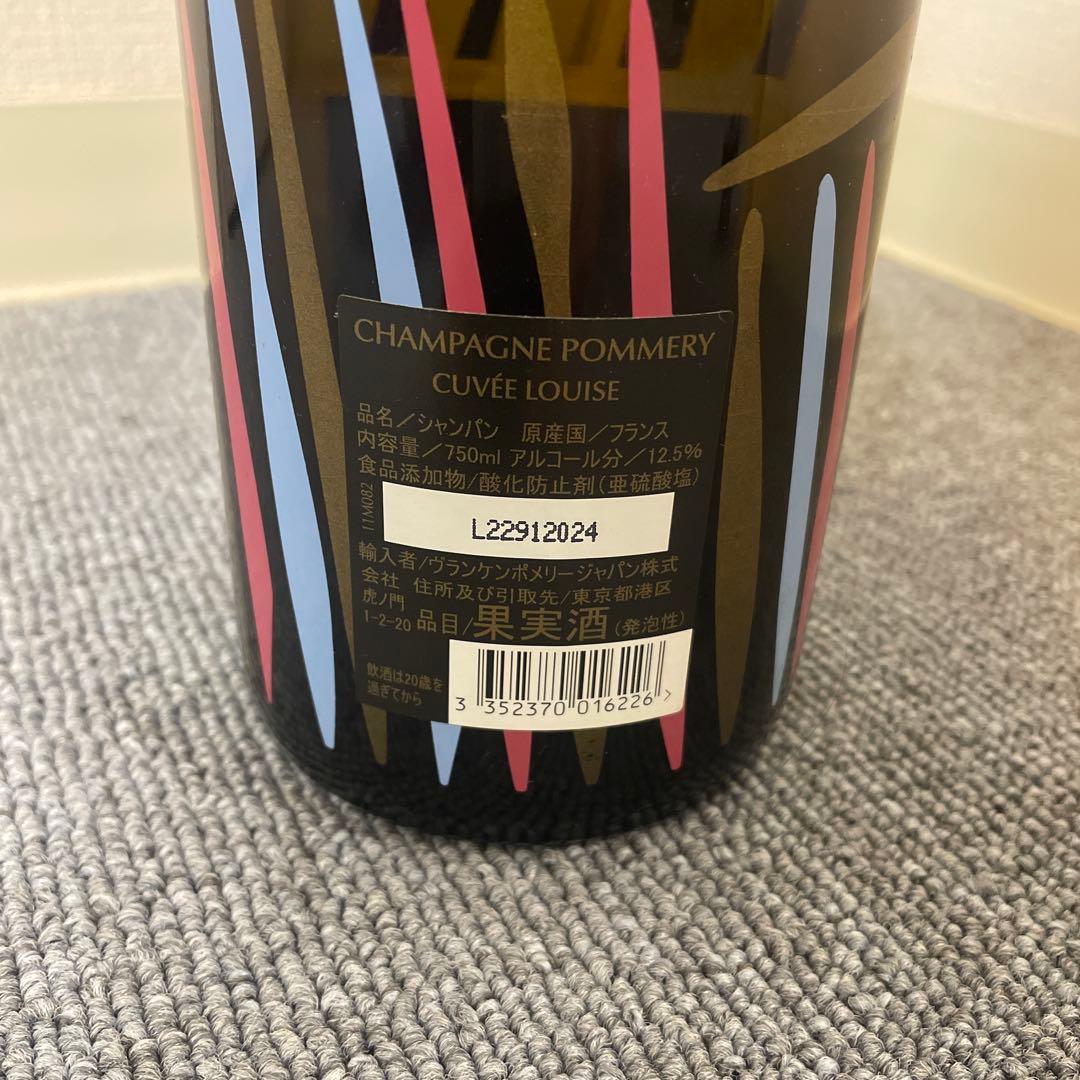 CHAMPAGNE POMMERY
CUVÉE LOUISE
品名/シャンパン 原産国/フランス
内容量/750ml アルコール分/12.5%
食品添加物/酸化防止剤(亜硫酸塩)
11M082
L22912024
輸入者/ヴランケンポメリージャパン株式
会社 住所及び引取先/東京都港区
虎ノ門
1-2-20 品目/果実酒(発泡性)
飲酒は20歳を
過ぎてから
3 352370 016226 >